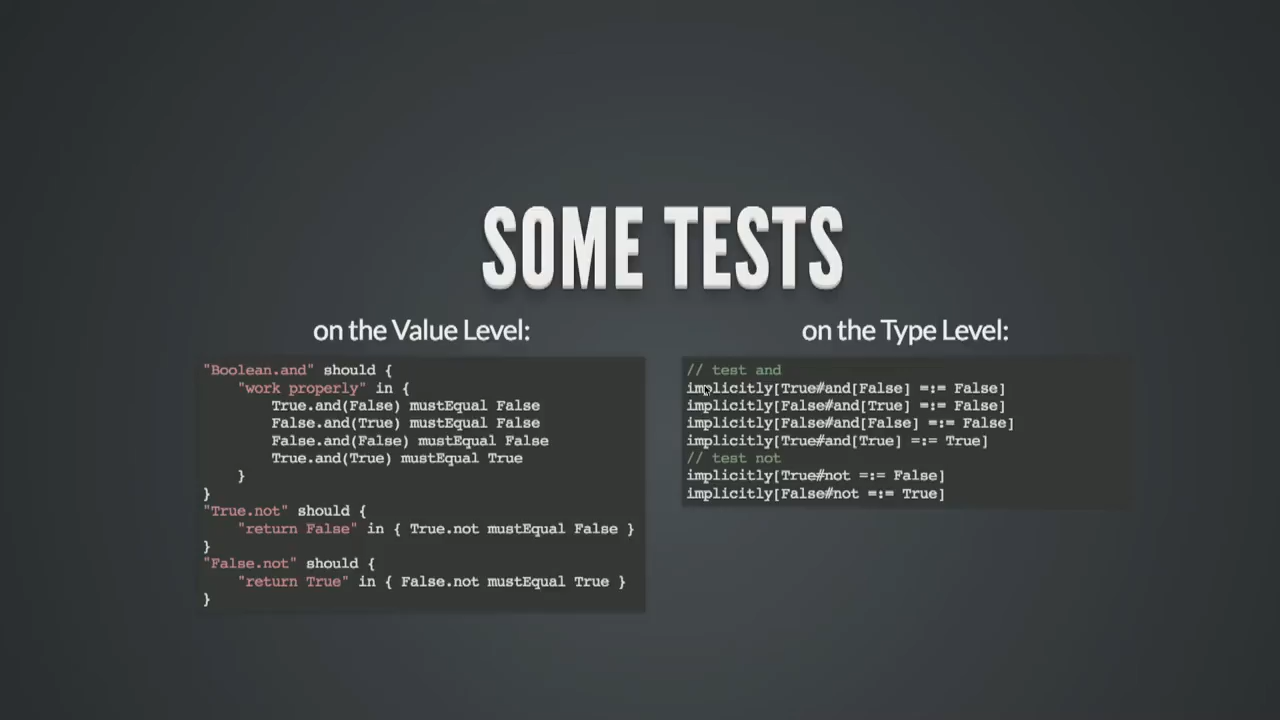 SOME TESTS
on the Value Level:
"Boolean.and" should {
    "work properly" in {
        True.and(False) mustEqual False
        False.and(True) mustEqual False
        False.and(False) mustEqual False
        True.and(True) mustEqual True
    }
}
"True.not" should {
    "return False" in { True.not mustEqual False }
}
"False.not" should {
    "return True" in { False.not mustEqual True }
}
on the Type Level:
// test and
implicitly[True#and[False] =:= False]
implicitly[False#and[True] =:= False]
implicitly[False#and[False] =:= False]
implicitly[True#and[True] =:= True]
// test not
implicitly[True#not =:= False]
implicitly[False#not =:= True]